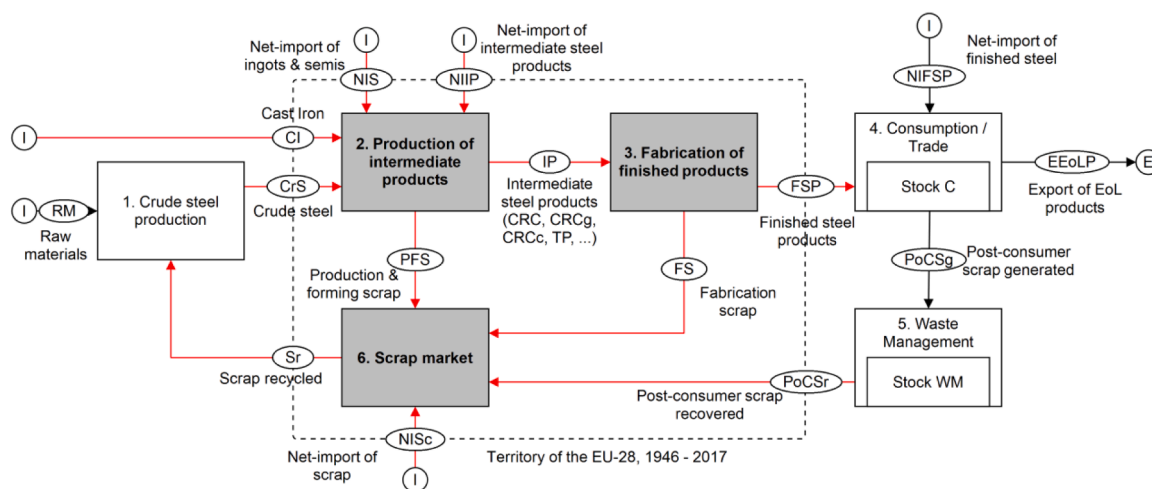 I
Net-import of
ingots & semis
NIS
I
Net-import of
intermediate steel
products
NIIP
I
Net-import of
finished steel
NIFSP
I
Cast Iron
CI
2. Production of
intermediate
products
IP
Intermediate
steel products
(CRC, CRCg,
CRCc, TP, ...)
3. Fabrication of
finished products
FSP
Finished steel
products
4. Consumption /
Trade
Stock C
EEoLP
E
Export of EoL
products
I
RM
Raw
materials
1. Crude steel
production
CrS
Crude steel
PFS
Production &
forming scrap
FS
Fabrication
scrap
PoCSg
Post-consumer
scrap generated
5. Waste
Management
Stock WM
6. Scrap market
Sr
Scrap recycled
PoCSr
Post-consumer scrap
recovered
NISc
Net-import of
scrap
I
Territory of the EU-28, 1946 - 2017